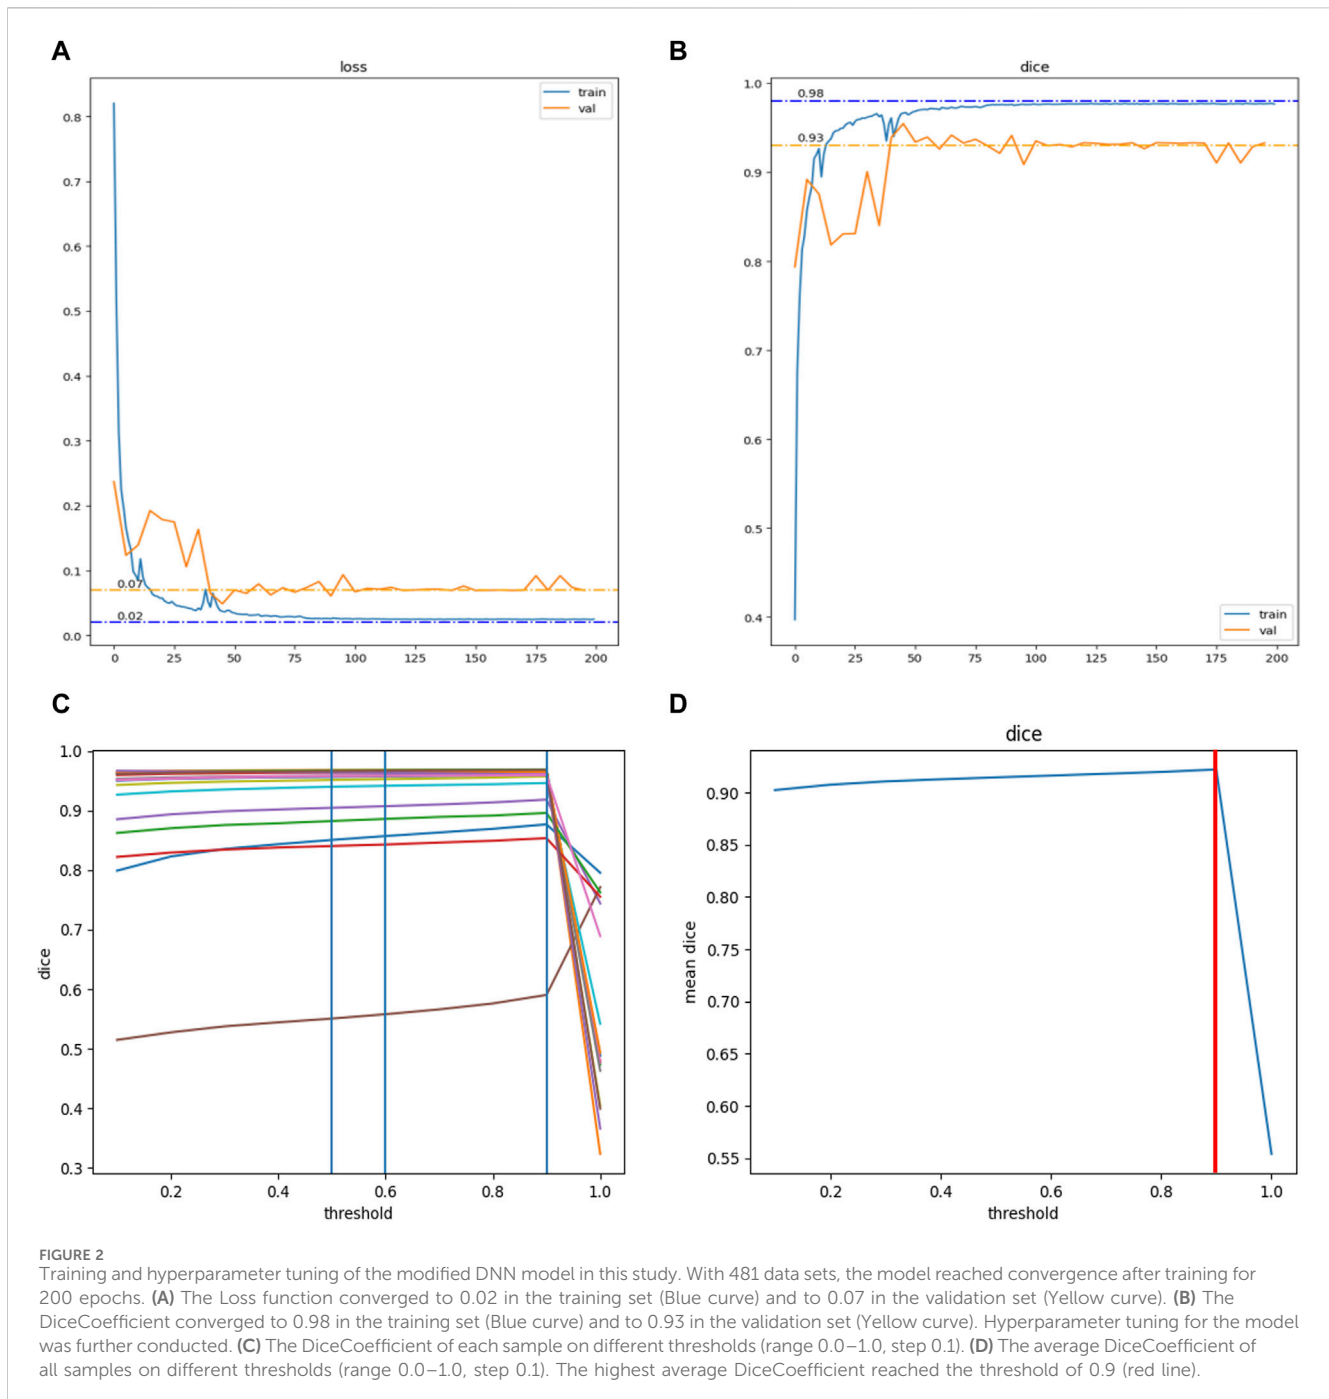 A
loss
train
val
0.8
0.7
0.6
0.5
0.4
0.3
0.2
0.1
0.0
0.07
0.02
0 25 50 75 100 125 150 175 200
B
dice
1.0
0.9
0.8
0.7
0.6
0.5
0.4
0.98
0.93
train
val
0 25 50 75 100 125 150 175 200
C
1.0
0.9
0.8
0.7
0.6
0.5
0.4
0.3
dice
0.2 0.4 0.6 0.8 1.0
threshold
D
dice
0.90
0.85
0.80
0.75
0.70
0.65
0.60
0.55
mean dice
0.2 0.4 0.6 0.8 1.0
threshold
FIGURE 2
Training and hyperparameter tuning of the modified DNN model in this study. With 481 data sets, the model reached convergence after training for
200 epochs. (A) The Loss function converged to 0.02 in the training set (Blue curve) and to 0.07 in the validation set (Yellow curve). (B) The
DiceCoefficient converged to 0.98 in the training set (Blue curve) and to 0.93 in the validation set (Yellow curve). Hyperparameter tuning for the model
was further conducted. (C) The DiceCoefficient of each sample on different thresholds (range 0.0–1.0, step 0.1). (D) The average DiceCoefficient of
all samples on different thresholds (range 0.0–1.0, step 0.1). The highest average DiceCoefficient reached the threshold of 0.9 (red line).